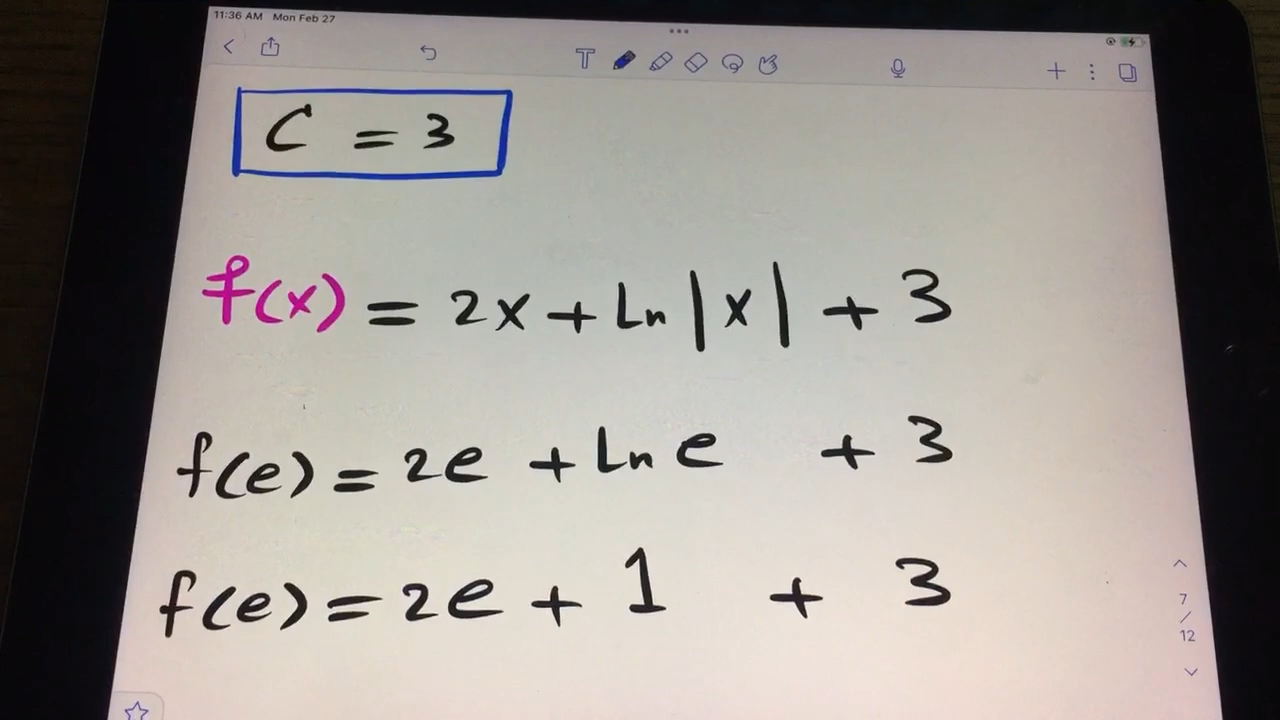 11:36 AM Mon Feb 27
T
C = 3
f(x) = 2x + Ln |x| + 3
f(e) = 2e + Ln e + 3
f(e) = 2e + 1 + 3
7
/
12